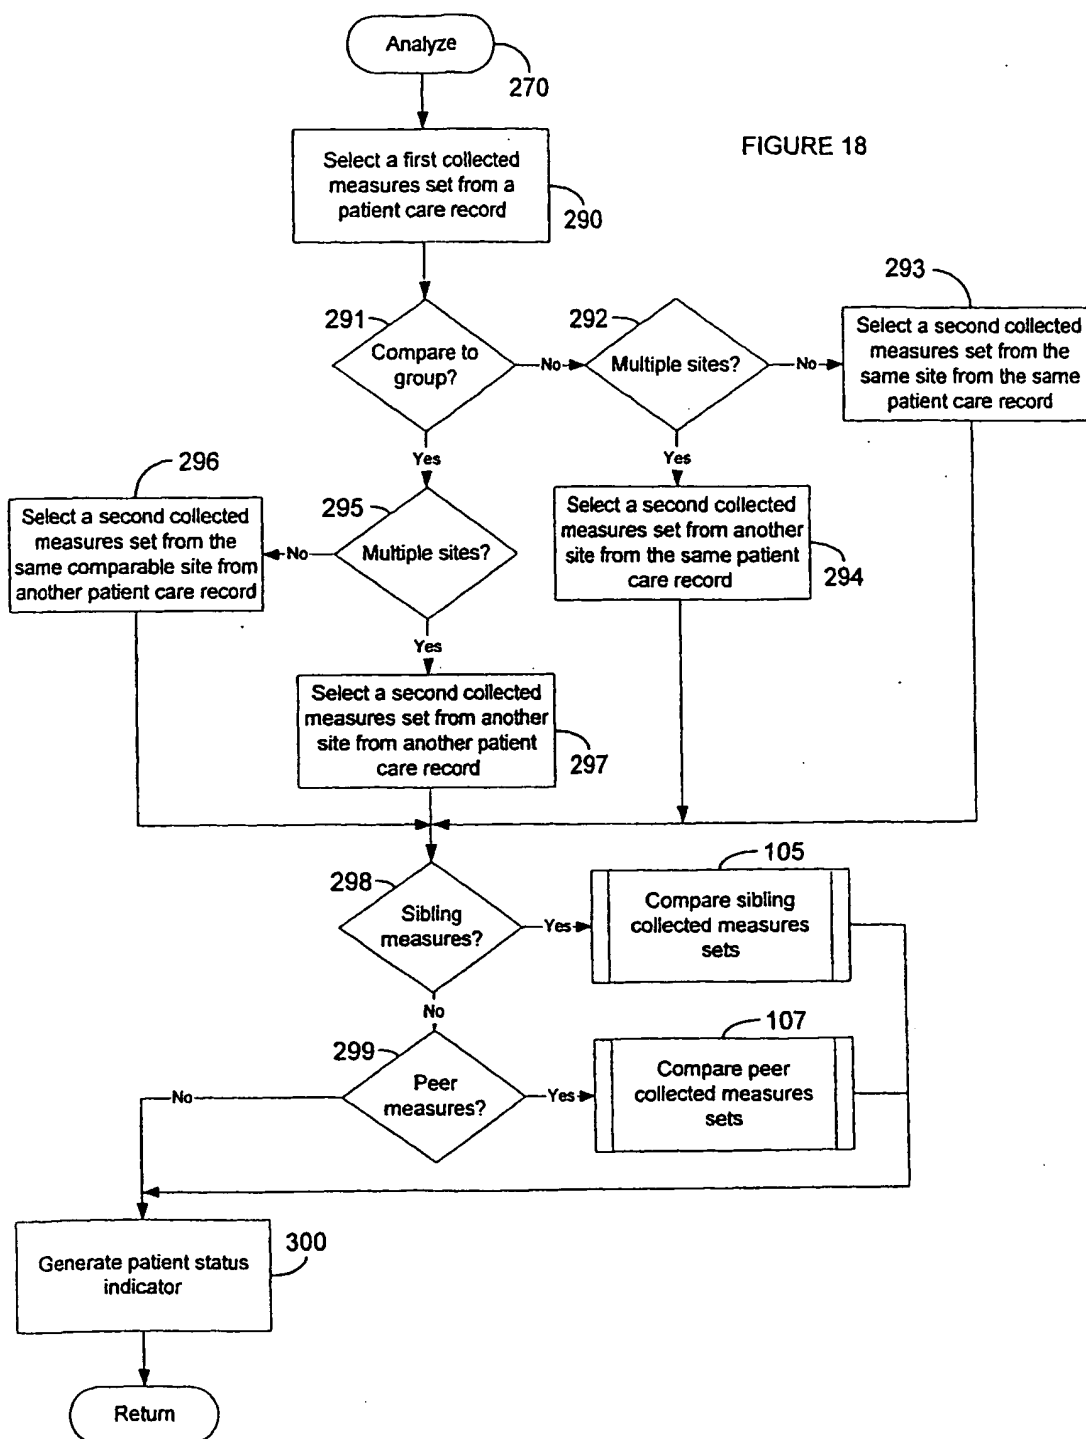 Analyze
270
FIGURE 18
Select a first collected
measures set from a
patient care record
290
293
291
Compare to
group?
No
292
Multiple sites?
No
Select a second collected
measures set from the
same site from the same
patient care record
Yes
Yes
296
Select a second collected
measures set from the
same comparable site from
another patient care record
No
295
Multiple sites?
Select a second collected
measures set from another
site from the same patient
care record
294
Yes
Select a second collected
measures set from another
site from another patient
care record
297
298
Sibling
measures?
Yes
105
Compare sibling
collected measures
sets
No
299
Peer
measures?
No
Yes
107
Compare peer
collected measures
sets
Generate patient status
indicator
300
Return